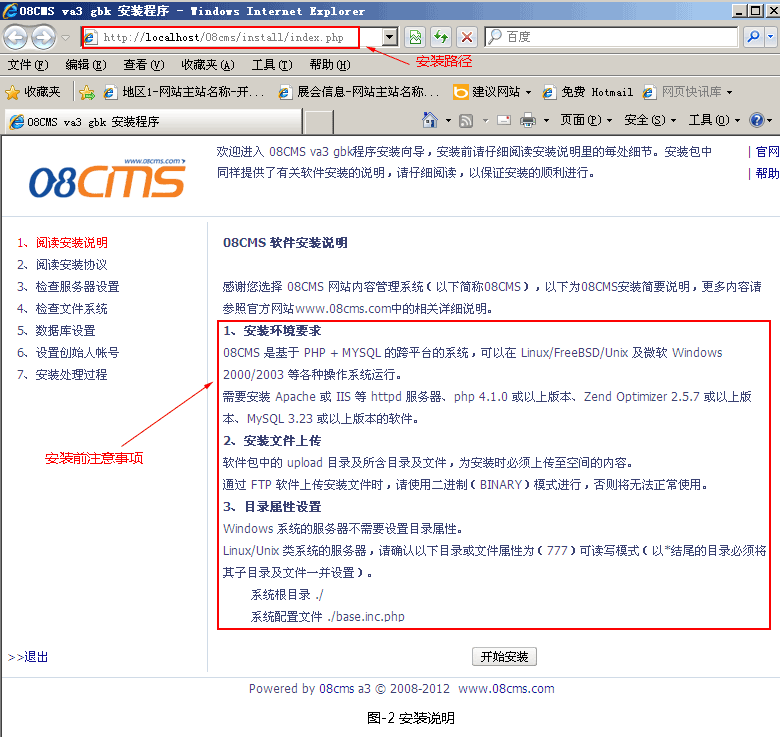 08CMS va3 gbk 安装程序 - Windows Internet Explorer
http://localhost/08cms/install/index.php
百度
安装路径
文件(F) 编辑(E) 查看(V) 收藏夹(A) 工具(T) 帮助(H)
收藏夹 地区1-网站主站名称-开... 展会信息-网站主站名称... 建议网站 免费 Hotmail 网页快讯库
08CMS va3 gbk 安装程序
页面(P) 安全(S) 工具(O)
www.08cms.com
08CMS
欢迎进入 08CMS va3 gbk程序安装向导，安装前请仔细阅读安装说明里的每处细节。安装包中
同样提供了有关软件安装的说明，请仔细阅读，以保证安装的顺利进行。
| 官网
| 帮助
1、阅读安装说明
2、阅读安装协议
3、检查服务器设置
4、检查文件系统
5、数据库设置
6、设置创始人帐号
7、安装处理过程
安装前注意事项
>>退出
08CMS 软件安装说明
感谢您选择 08CMS 网站内容管理系统（以下简称08CMS），以下为08CMS安装简要说明，更多内容请
参照官方网站www.08cms.com中的相关详细说明。
1、安装环境要求
08CMS 是基于 PHP + MYSQL 的跨平台的系统，可以在 Linux/FreeBSD/Unix 及微软 Windows
2000/2003 等各种操作系统运行。
需要安装 Apache 或 IIS 等 httpd 服务器、php 4.1.0 或以上版本、Zend Optimizer 2.5.7 或以上版
本、MySQL 3.23 或以上版本的软件。
2、安装文件上传
软件包中的 upload 目录及所含目录及文件，为安装时必须上传至空间的内容。
通过 FTP 软件上传安装文件时，请使用二进制（BINARY）模式进行，否则将无法正常使用。
3、目录属性设置
Windows 系统的服务器不需要设置目录属性。
Linux/Unix 类系统的服务器，请确认以下目录或文件属性为（777）可读写模式（以*结尾的目录必须将
其子目录及文件一并设置）。
系统根目录 ./
系统配置文件 ./base.inc.php
开始安装
Powered by 08cms a3 © 2008-2012 www.08cms.com
图-2 安装说明